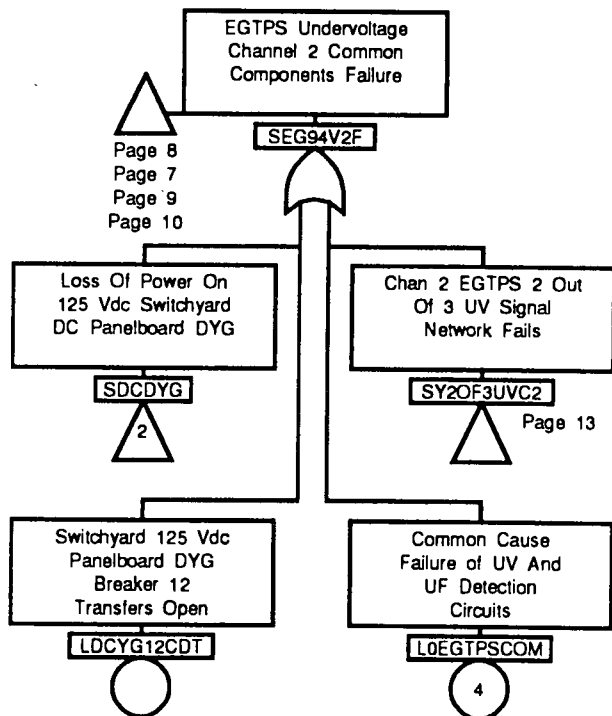 EGTPS Undervoltage
Channel 2 Common
Components Failure
SEG94V2F
Page 8
Page 7
Page 9
Page 10
Loss Of Power On
125 Vdc Switchyard
DC Panelboard DYG
SDCDYG
2
Chan 2 EGTPS 2 Out
Of 3 UV Signal
Network Fails
SY2OF3UVC2
Page 13
Switchyard 125 Vdc
Panelboard DYG
Breaker 12
Transfers Open
LDCYG12CDT
Common Cause
Failure of UV And
UF Detection
Circuits
L0EGTPSCOM
4